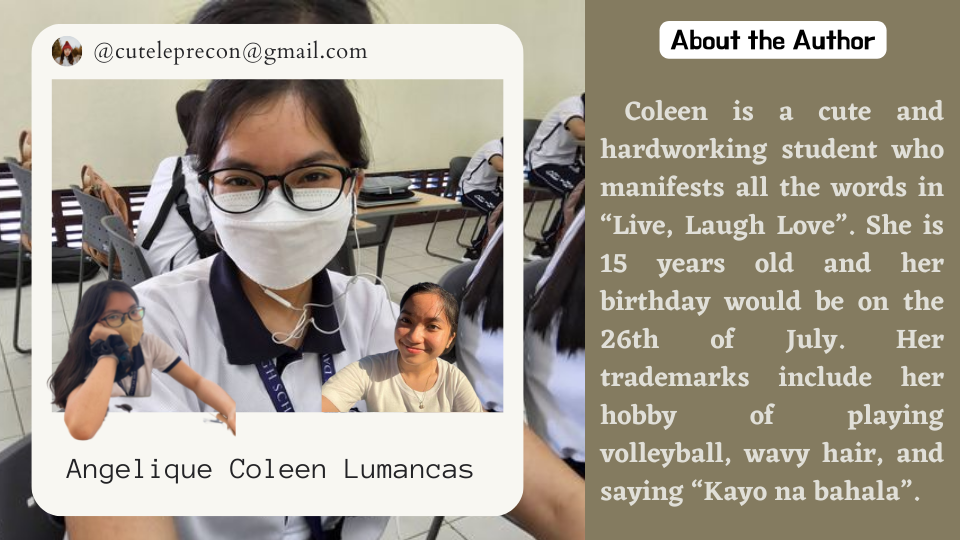 @cuteleprecon@gmail.com
Angelique Coleen Lumancas
About the Author
Coleen is a cute and
hardworking student who
manifests all the words in
“Live, Laugh Love”. She is
15 years old and her
birthday would be on the
26th of July. Her
trademarks include her
hobby of playing
volleyball, wavy hair, and
saying “Kayo na bahala”.